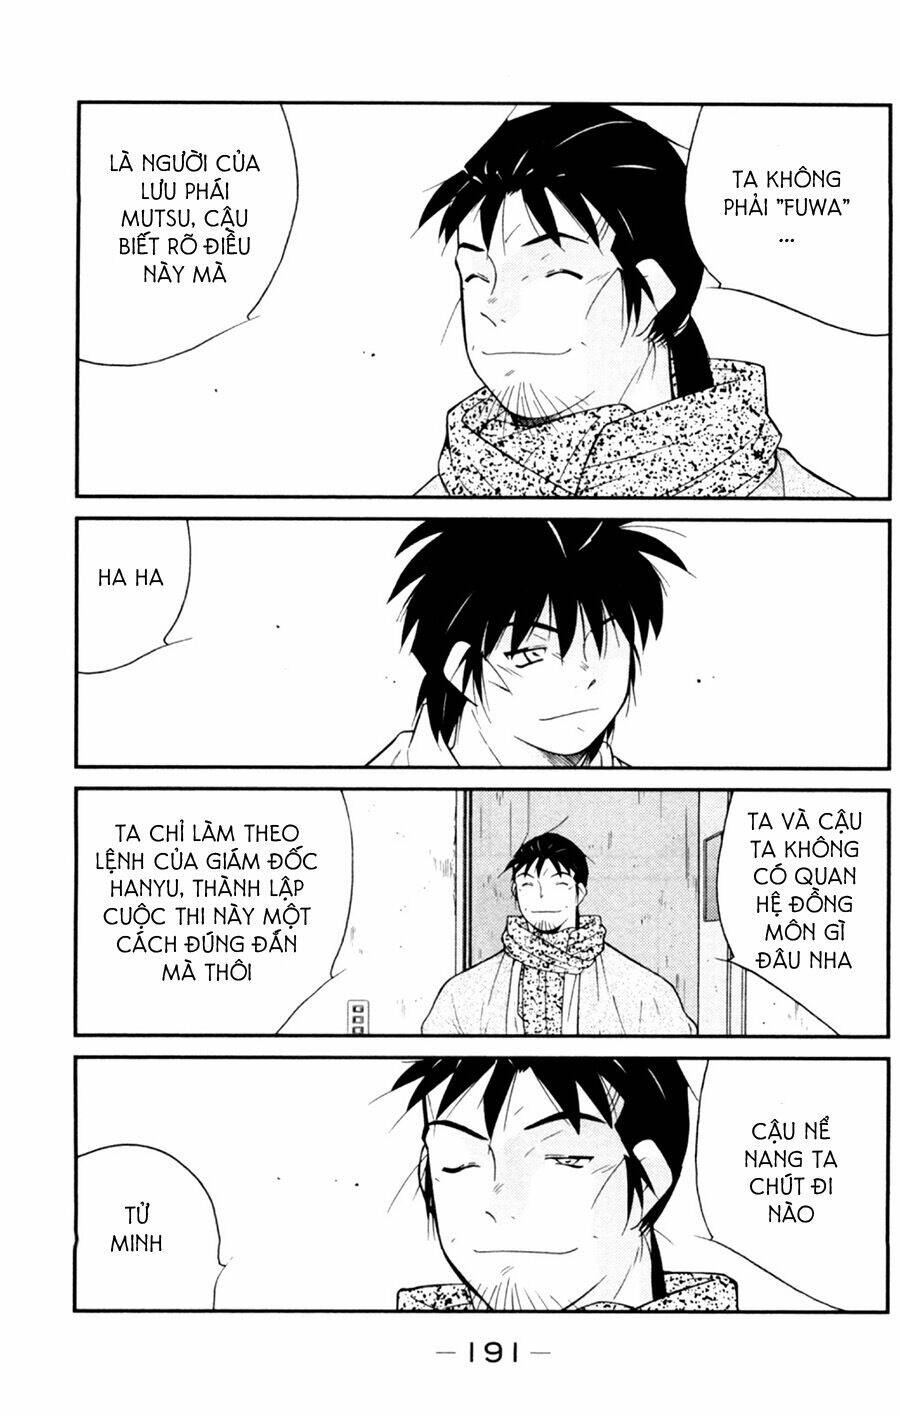 TA KHÔNG
PHẢI "FUWA"
...
LÀ NGƯỜI CỦA
LƯU PHÁI
MUTSU, CẬU
BIẾT RÕ ĐIỀU
NÀY MÀ
HA HA
TA VÀ CẬU
TA KHÔNG
CÓ QUAN
HỆ ĐỒNG
MÔN GÌ
ĐÂU NHA
TA CHỈ LÀM THEO
LỆNH CỦA GIÁM ĐỐC
HANYU, THÀNH LẬP
CUỘC THI NÀY MỘT
CÁCH ĐÚNG ĐẮN
MÀ THÔI
CẬU NỂ
NANG TA
CHÚT ĐI
NÀO
TỬ
MINH
— 191 —